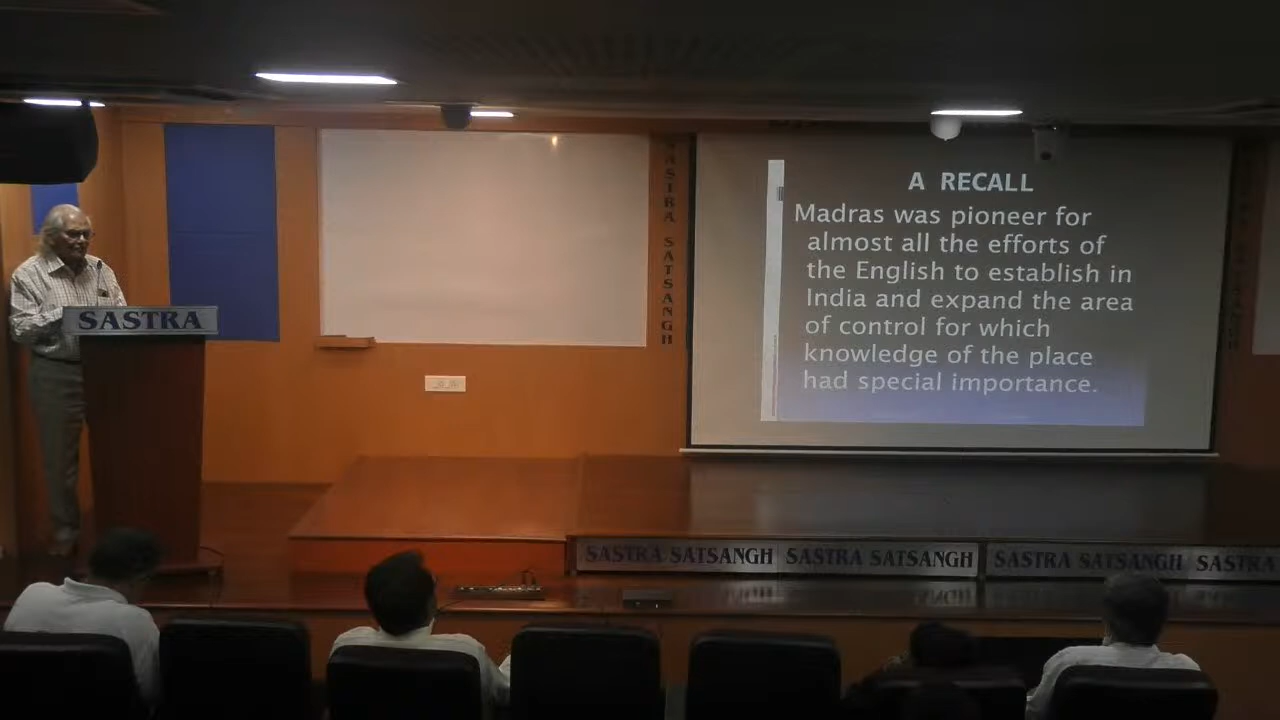 SASTRA
SASTRA SATSANGH
A RECALL
Madras was pioneer for
almost all the efforts of
the English to establish in
India and expand the area
of control for which
knowledge of the place
had special importance.
SASTRA SATSANGH SASTRA SATSANGH SASTRA SATSANGH SASTRA